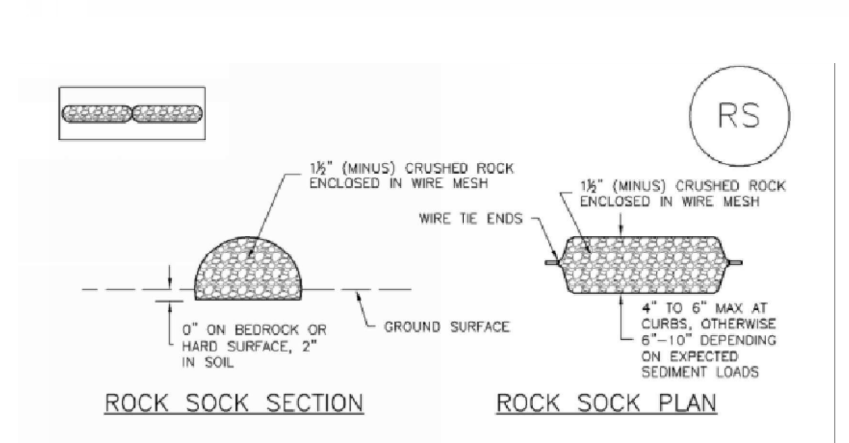 RS
1½" (MINUS) CRUSHED ROCK
ENCLOSED IN WIRE MESH
1½" (MINUS) CRUSHED ROCK
ENCLOSED IN WIRE MESH
WIRE TIE ENDS
GROUND SURFACE
0" ON BEDROCK OR
HARD SURFACE, 2"
IN SOIL
4" TO 6" MAX AT
CURBS, OTHERWISE
6"-10" DEPENDING
ON EXPECTED
SEDIMENT LOADS
ROCK SOCK SECTION
ROCK SOCK PLAN